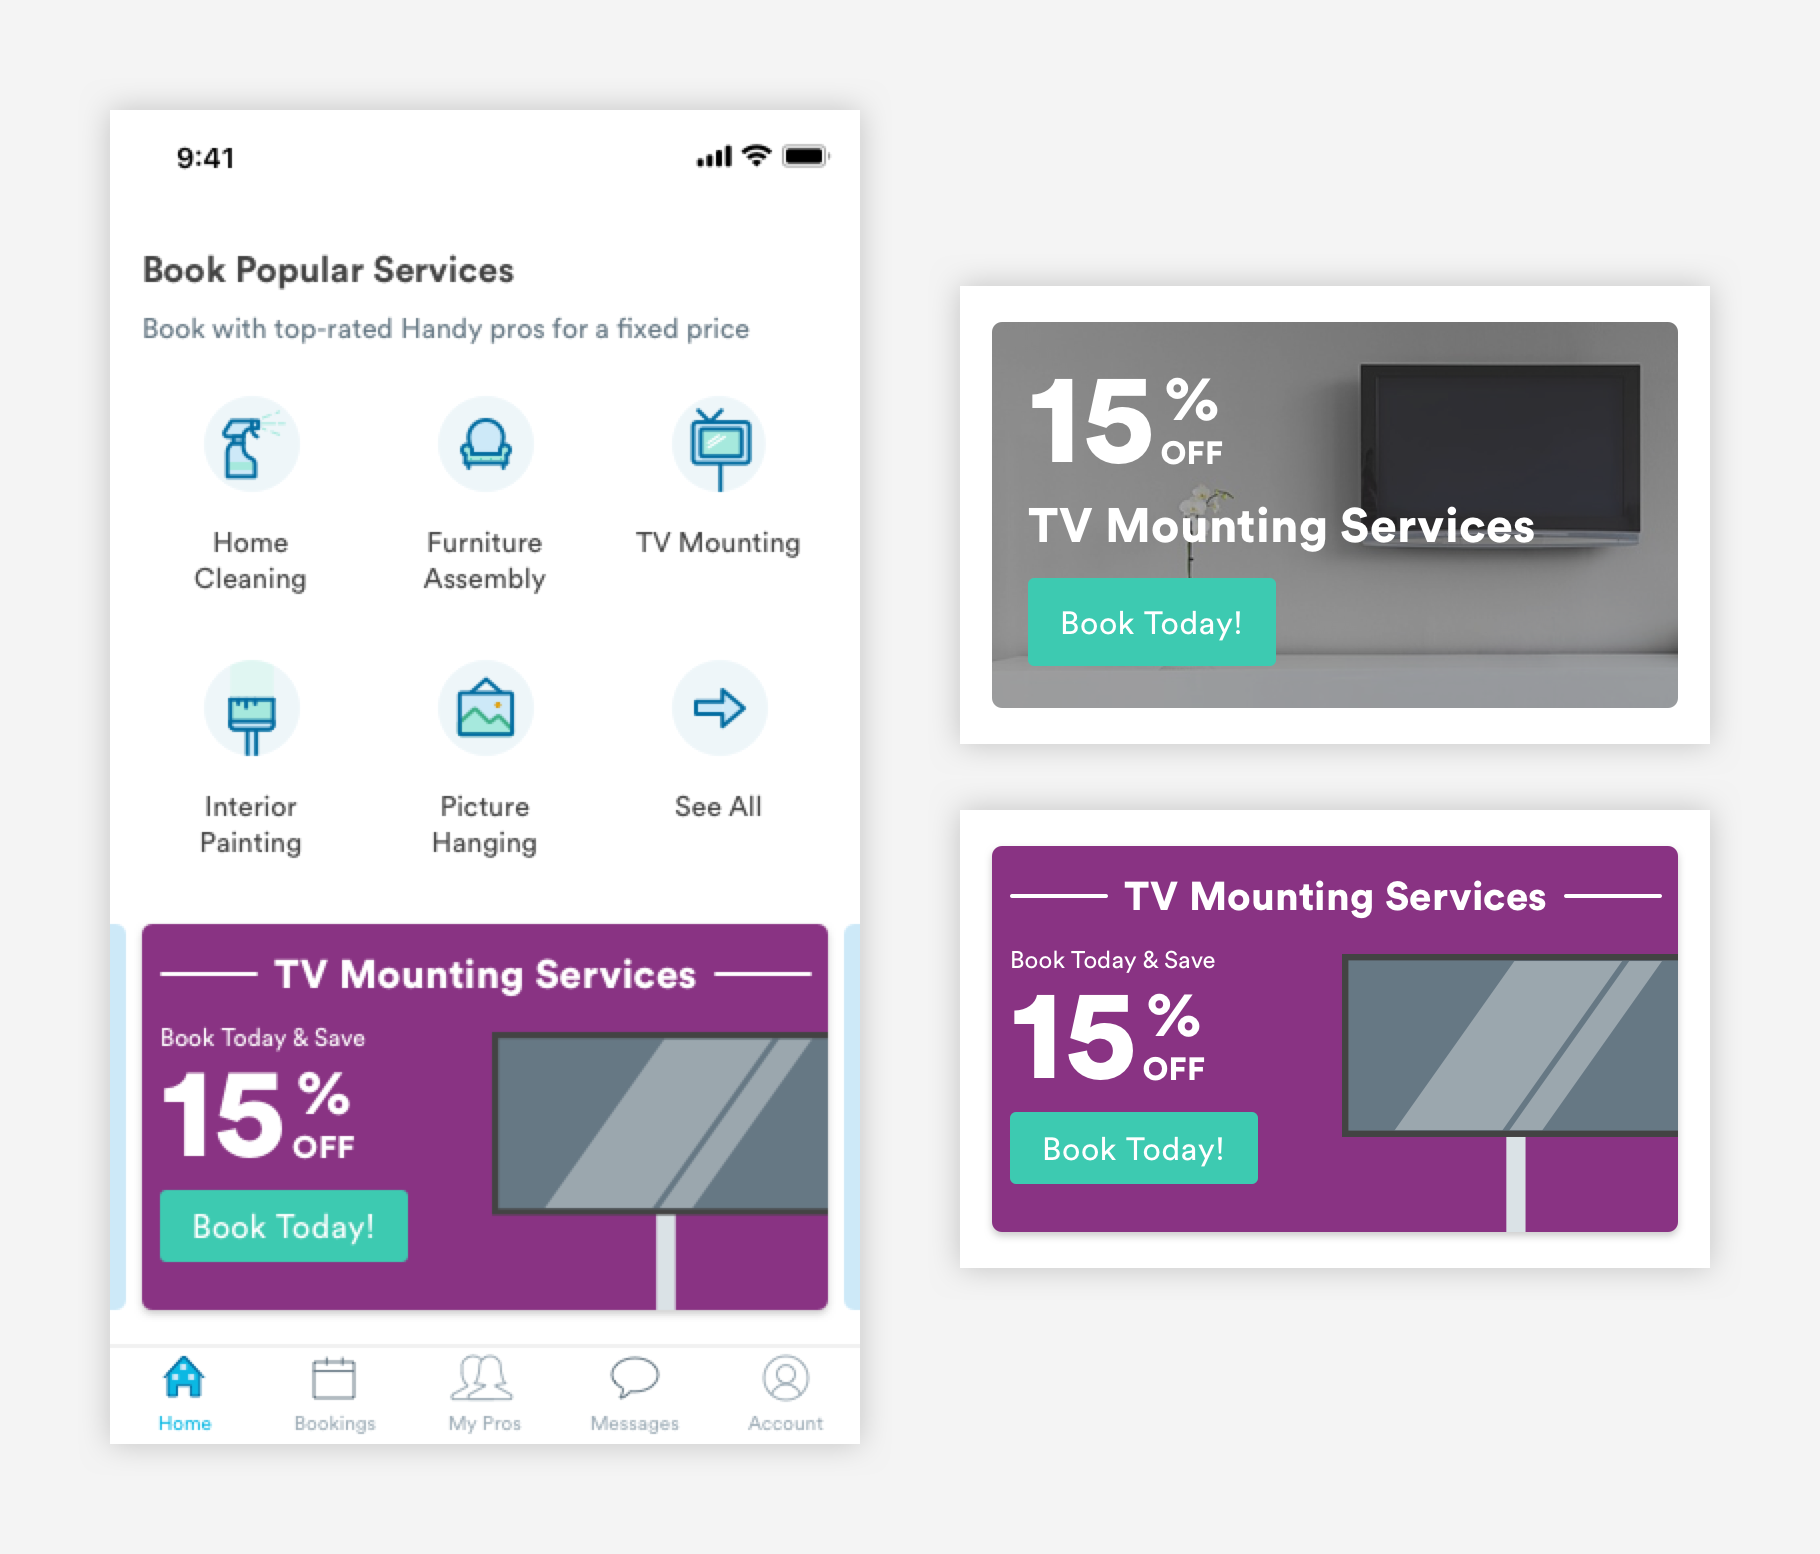 9:41
Book Popular Services
Book with top-rated Handy pros for a fixed price
Home
Cleaning
Furniture
Assembly
TV Mounting
Interior
Painting
Picture
Hanging
See All
TV Mounting Services
Book Today & Save
15%
OFF
Book Today!
Home
Bookings
My Pros
Messages
Account
15%
OFF
TV Mounting Services
Book Today!
TV Mounting Services
Book Today & Save
15%
OFF
Book Today!